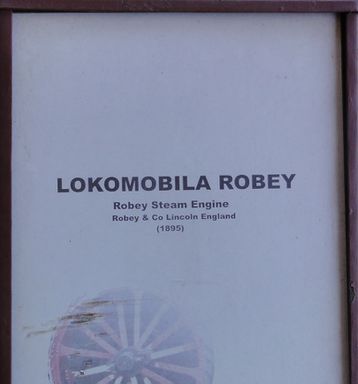 LOKOMOBILA ROBEY
Robey Steam Engine
Robey & Co Lincoln England
(1895)